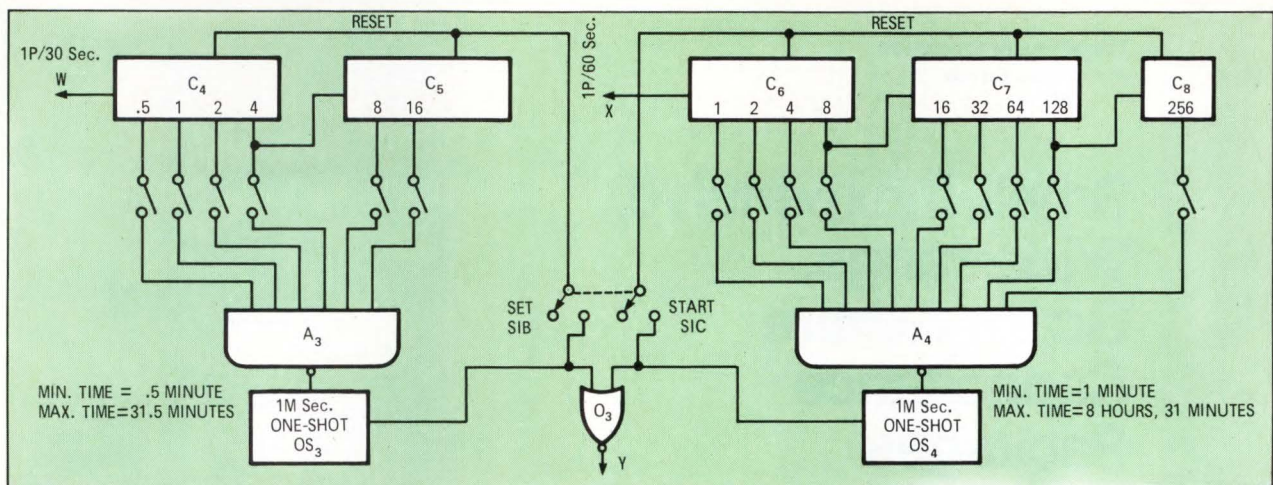 RESET
RESET
1P/30 Sec.
W
C4
.5 1 2 4
C5
8 16
1P/60 Sec.
X
C6
1 2 4 8
C7
16 32 64 128
C8
256
SET
SIB
START
SIC
A3
A4
MIN. TIME = .5 MINUTE
MAX. TIME=31.5 MINUTES
1M Sec.
ONE-SHOT
OS3
O3
Y
1M Sec.
ONE-SHOT
OS4
MIN. TIME=1 MINUTE
MAX. TIME=8 HOURS, 31 MINUTES